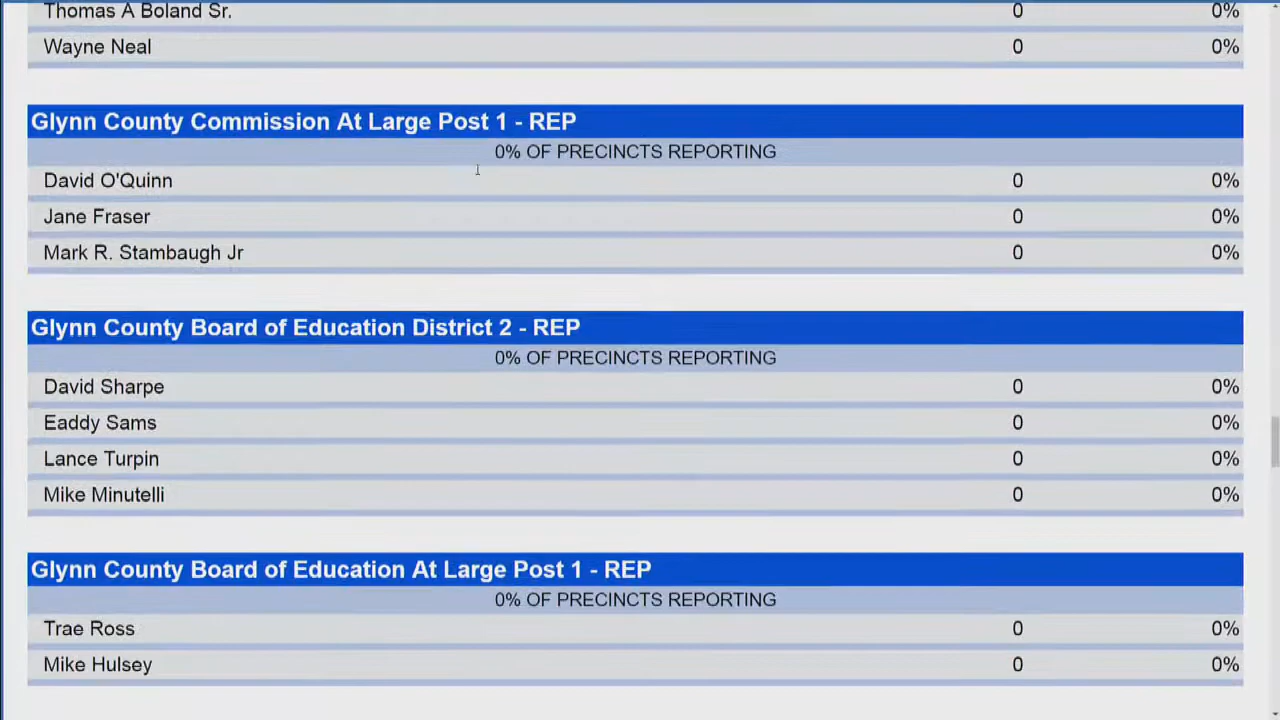 Thomas A Boland Sr. 0 0%
Wayne Neal 0 0%
Glynn County Commission At Large Post 1 - REP
0% OF PRECINCTS REPORTING
David O'Quinn 0 0%
Jane Fraser 0 0%
Mark R. Stambaugh Jr 0 0%
Glynn County Board of Education District 2 - REP
0% OF PRECINCTS REPORTING
David Sharpe 0 0%
Eaddy Sams 0 0%
Lance Turpin 0 0%
Mike Minutelli 0 0%
Glynn County Board of Education At Large Post 1 - REP
0% OF PRECINCTS REPORTING
Trae Ross 0 0%
Mike Hulsey 0 0%